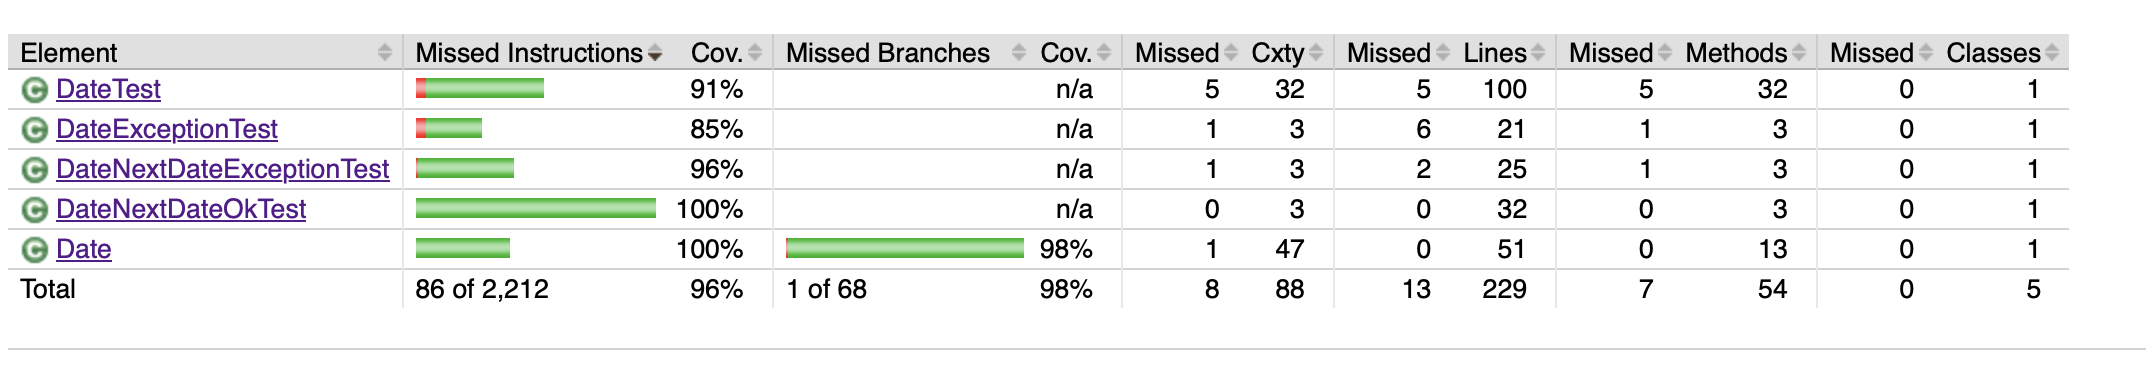 Element Missed Instructions Cov. Missed Branches Cov. Missed Cxty Missed Lines Missed Methods Missed Classes
C DateTest 91% n/a 5 32 5 100 5 32 0 1
C DateExceptionTest 85% n/a 1 3 6 21 1 3 0 1
C DateNextDateExceptionTest 96% n/a 1 3 2 25 1 3 0 1
C DateNextDateOkTest 100% n/a 0 3 0 32 0 3 0 1
C Date 100% 98% 1 47 0 51 0 13 0 1
Total 86 of 2,212 96% 1 of 68 98% 8 88 13 229 7 54 0 5